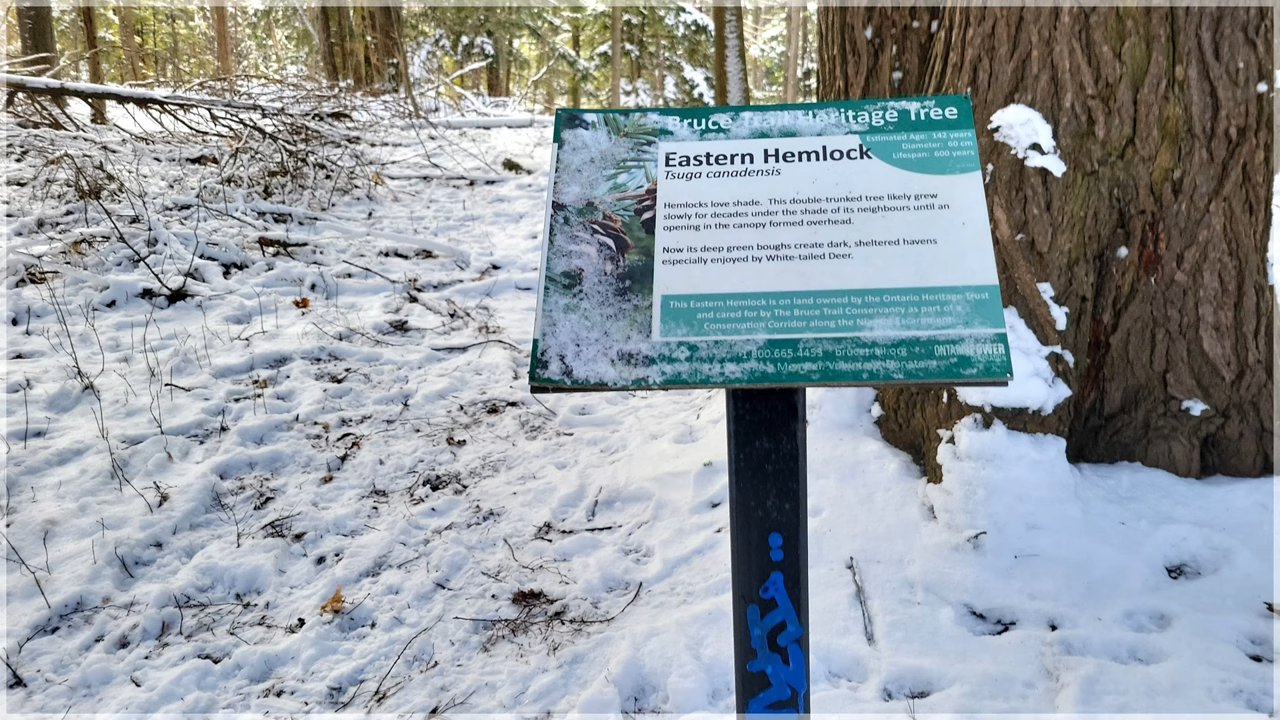 Bruce Trail Heritage Tree
Estimated Age: 142 years
Diameter: 60 cm
Lifespan: 600 years
Eastern Hemlock
Tsuga canadensis
Hemlocks love shade. This double-trunked tree likely grew
slowly for decades under the shade of its neighbours until an
opening in the canopy formed overhead.
Now its deep green boughs create dark, sheltered havens
especially enjoyed by White-tailed Deer.
This Eastern Hemlock is on land owned by the Ontario Heritage Trust
and cared for by The Bruce Trail Conservancy as part of a
Conservation Corridor along the Niagara Escarpment.
1.800.665.4453 brucetrail.org
ONTARIO POWER
GENERATION
Member. Volunteer. Donate.